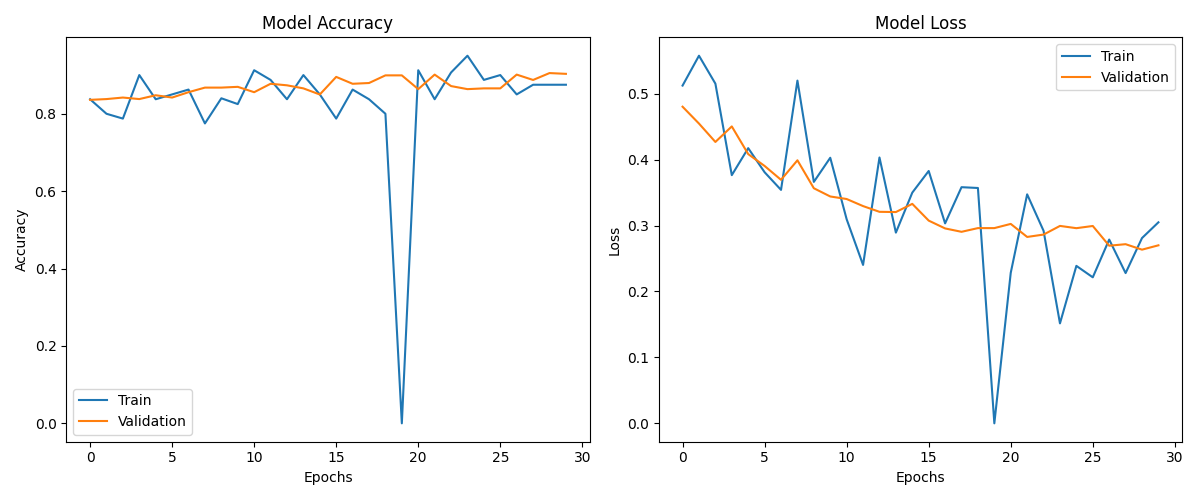 Model Accuracy
Accuracy
0.8
0.6
0.4
0.2
0.0
Train
Validation
0 5 10 15 20 25 30
Epochs
Model Loss
Loss
0.5
0.4
0.3
0.2
0.1
0.0
Train
Validation
0 5 10 15 20 25 30
Epochs